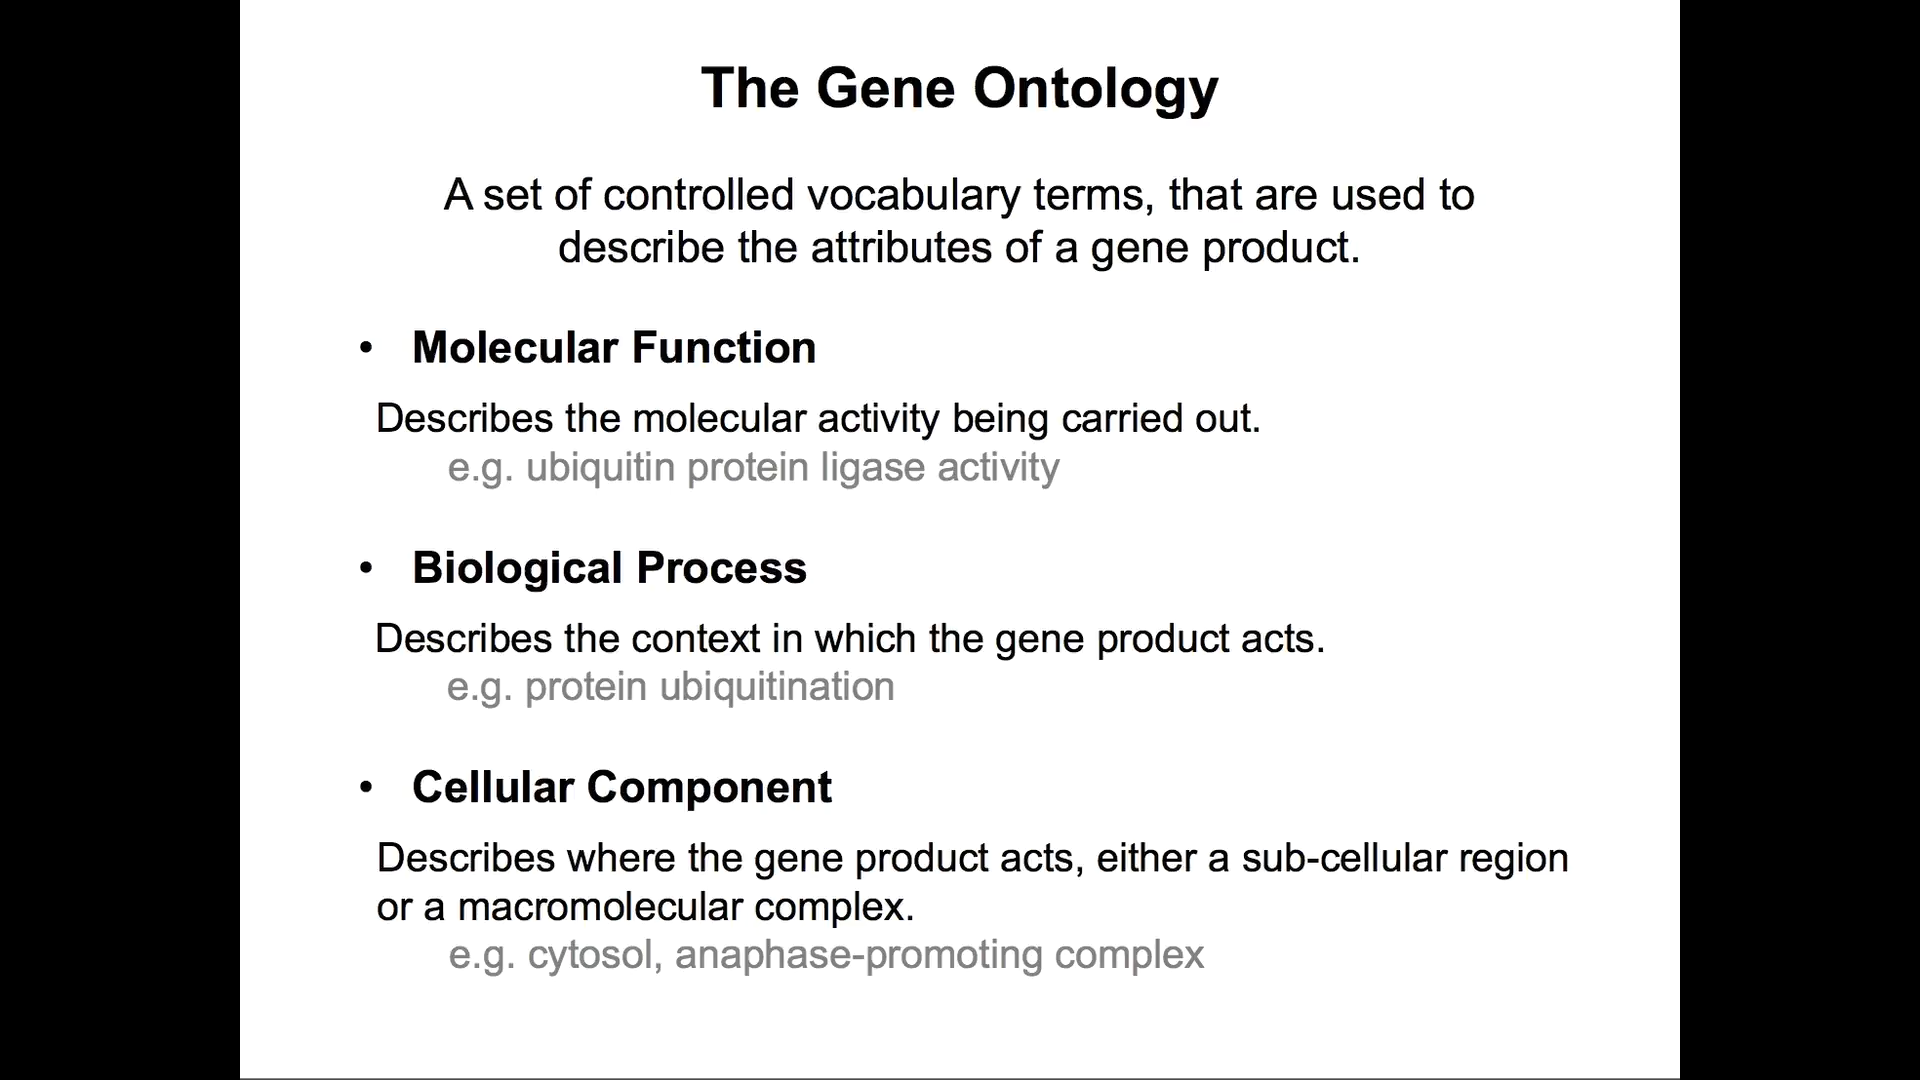 The Gene Ontology
A set of controlled vocabulary terms, that are used to
describe the attributes of a gene product.
• Molecular Function
Describes the molecular activity being carried out.
e.g. ubiquitin protein ligase activity
• Biological Process
Describes the context in which the gene product acts.
e.g. protein ubiquitination
• Cellular Component
Describes where the gene product acts, either a sub-cellular region
or a macromolecular complex.
e.g. cytosol, anaphase-promoting complex